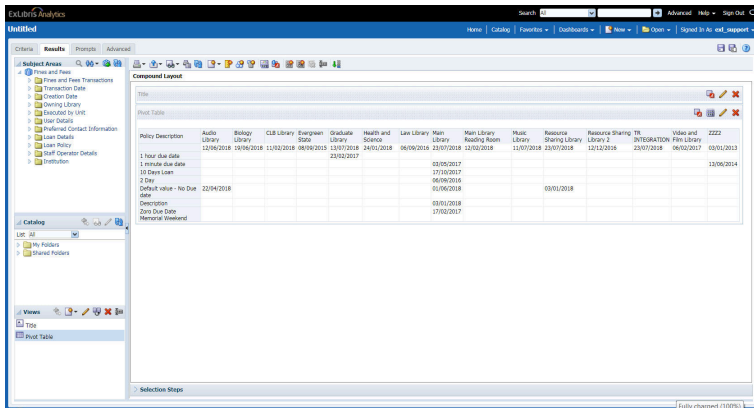 ExLibris Analytics
Search All Advanced Help Sign Out
Untitled
Home Catalog Favorites Dashboards New Open Signed In As exl_support
Criteria Results Prompts Advanced
Subject Areas
Fines and Fees
Fines and Fees Transactions
Transaction Date
Creation Date
Owning Library
Executed by Unit
User Details
Preferred Contact Information
Loan Details
Loan Policy
Staff Operator Details
Institution
Catalog
List All
My Folders
Shared Folders
Views
Title
Pivot Table
Compound Layout
Title
Pivot Table
Policy Description Audio Library Biology Library CLB Library Evergreen State Graduate Library Health and Science Law Library Main Library Main Library Reading Room Music Library Resource Sharing Library Resource Sharing Library 2 TR INTEGRATION Video and Film Library ZZZ2
12/06/2018 19/06/2018 11/02/2018 08/09/2015 13/07/2018 24/01/2018 06/09/2016 23/07/2018 12/02/2018 11/07/2018 23/07/2018 12/12/2016 23/07/2018 06/02/2017 03/01/2013
1 hour due date 23/02/2017
1 minute due date 03/05/2017 13/06/2014
10 Days Loan 17/10/2017
2 Day 06/09/2016
Default value - No Due date 22/04/2018 01/06/2018 03/01/2018
Description 03/01/2018
Zoro Due Date Memorial Weekend 17/02/2017
Selection Steps
Fully charged (100%)